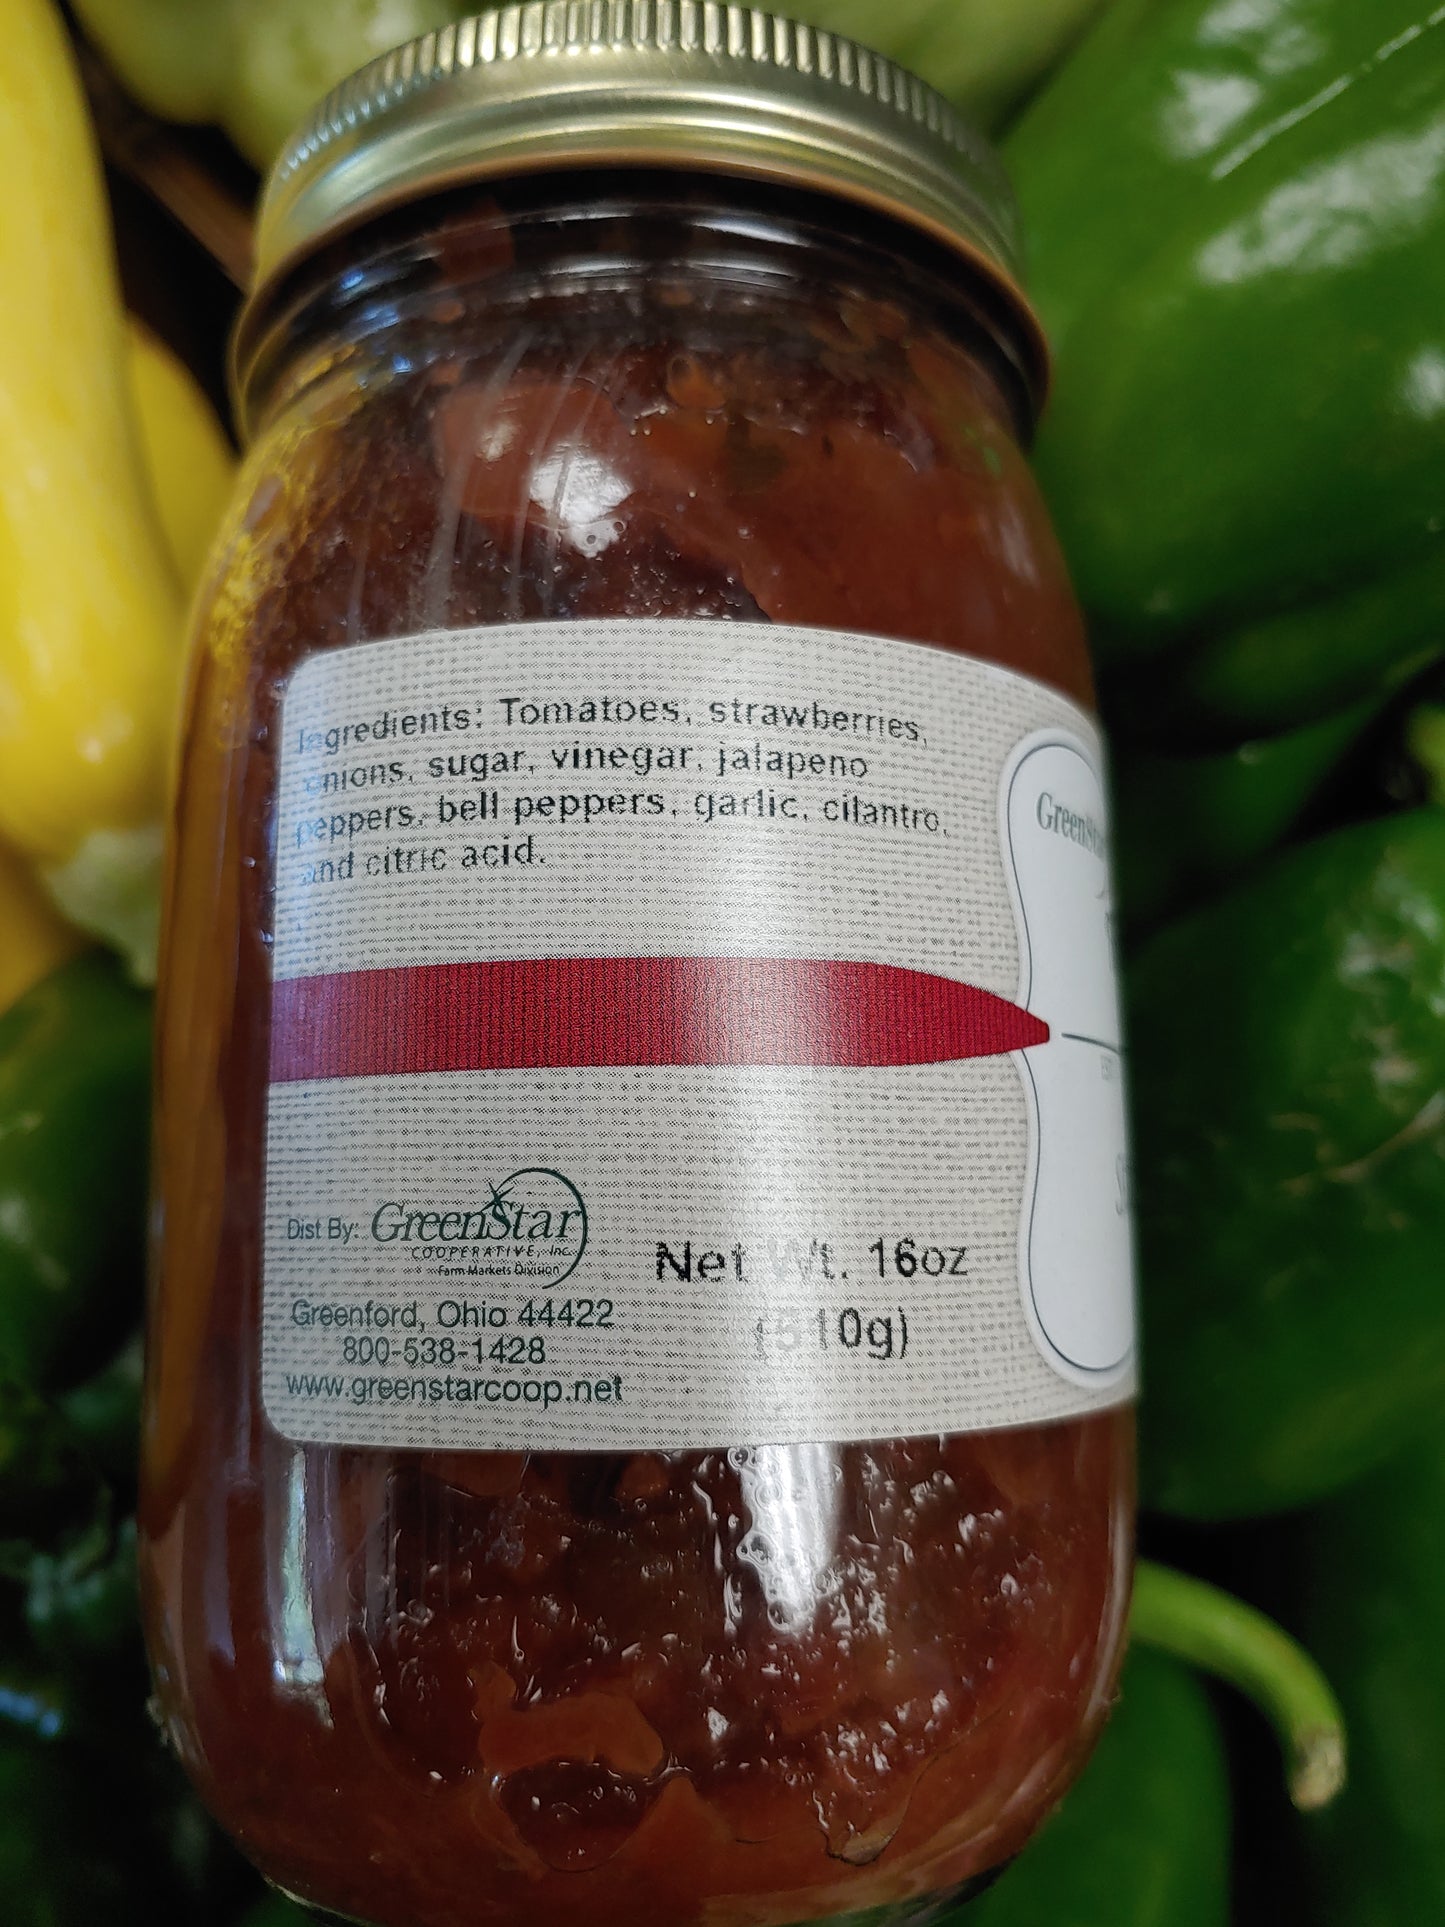 Ingredients: Tomatoes, strawberries,
onions, sugar, vinegar, jalapeno
peppers, bell peppers, garlic, cilantro,
and citric acid.
Dist By: GreenStar
COOPERATIVE, Inc.
Farm Markets Division
Greenford, Ohio 44422
800-538-1428
www.greenstarcoop.net
Net Wt. 16oz
(510g)